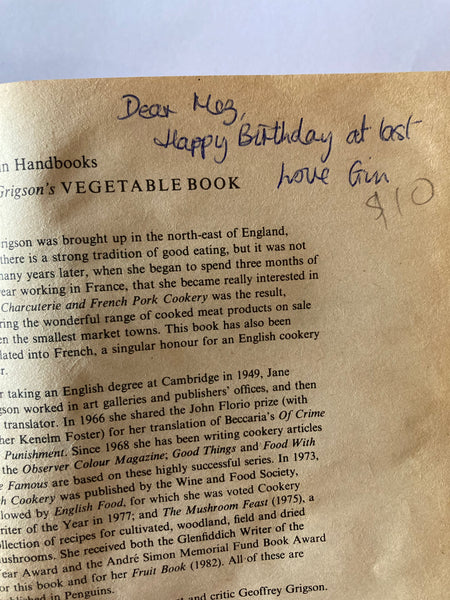 Dear Meg,
Happy Birthday at last
Love Gin
$10
n Handbooks
Grigson's VEGETABLE BOOK
rigson was brought up in the north-east of England,
there is a strong tradition of good eating, but it was not
many years later, when she began to spend three months of
ear working in France, that she became really interested in
Charcuterie and French Pork Cookery was the result,
ring the wonderful range of cooked meat products on sale
en the smallest market towns. This book has also been
lated into French, a singular honour for an English cookery
r.
r taking an English degree at Cambridge in 1949, Jane
gson worked in art galleries and publishers' offices, and then
translator. In 1966 she shared the John Florio prize (with
her Kenelm Foster) for her translation of Beccaria's Of Crime
Punishment. Since 1968 she has been writing cookery articles
the Observer Colour Magazine; Good Things and Food With
e Famous are based on these highly successful series. In 1973,
h Cookery was published by the Wine and Food Society,
llowed by English Food, for which she was voted Cookery
riter of the Year in 1977; and The Mushroom Feast (1975), a
ollection of recipes for cultivated, woodland, field and dried
ushrooms. She received both the Glenfiddich Writer of the
Year Award and the André Simon Memorial Fund Book Award
or this book and for her Fruit Book (1982). All of these are
ublished in Penguins.
t and critic Geoffrey Grigson.